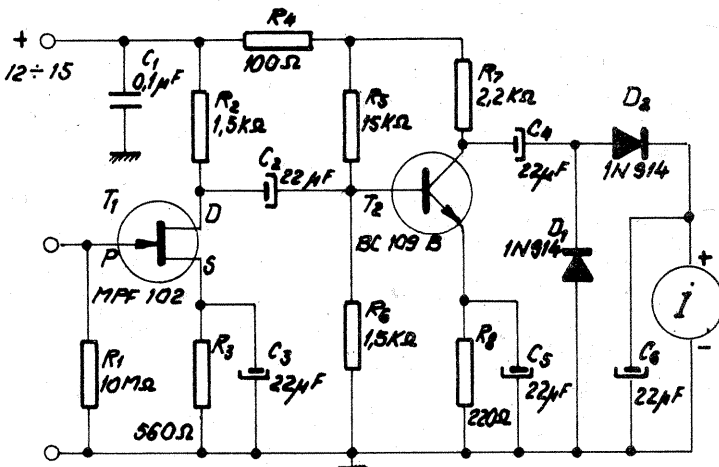 +
12÷15
C1
0,1µF
R4
100Ω
R2
1,5KΩ
R5
15KΩ
R7
2,2KΩ
C2
22µF
C4
22µF
D2
1N914
T1
D
P
S
MPF 102
T2
BC 109 B
D1
1N914
+
i
-
R1
10MΩ
R3
560Ω
C3
22µF
R6
1,5KΩ
R8
220Ω
C5
22µF
C6
22µF